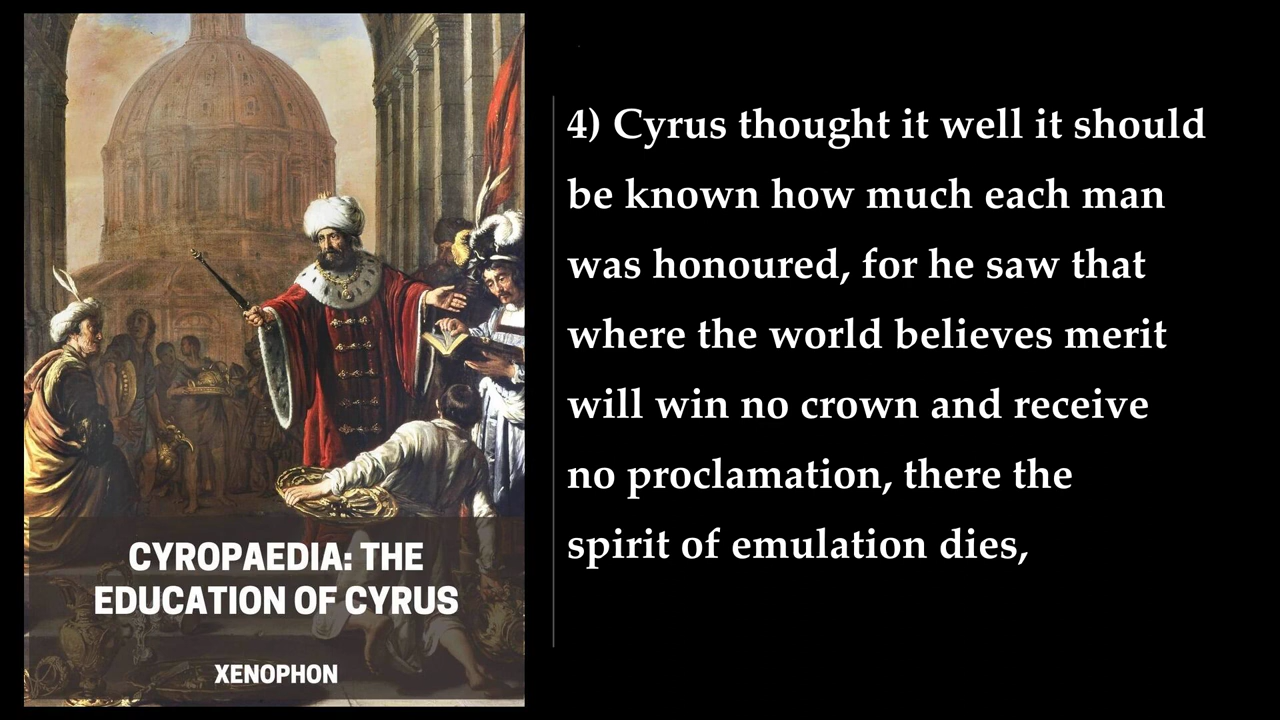 CYROPAEDIA: THE
EDUCATION OF CYRUS
XENOPHON
4) Cyrus thought it well it should
be known how much each man
was honoured, for he saw that
where the world believes merit
will win no crown and receive
no proclamation, there the
spirit of emulation dies,